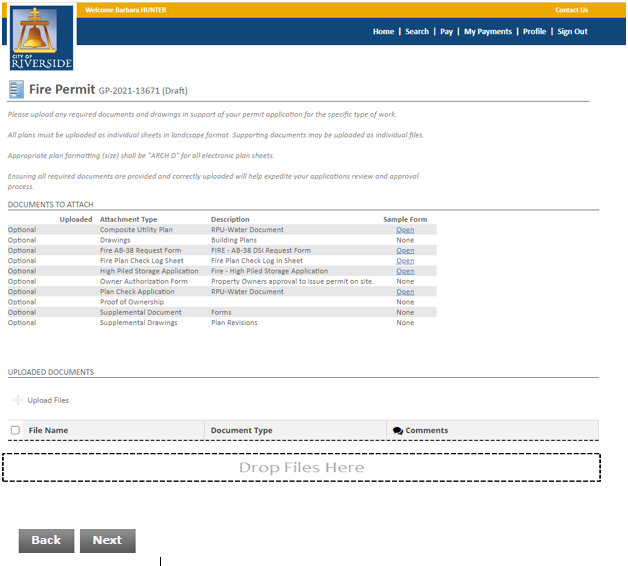 Welcome Barbara HUNTER Contact Us
Home | Search | Pay | My Payments | Profile | Sign Out
CITY OF
RIVERSIDE
Fire Permit GP-2021-13671 (Draft)
Please upload any required documents and drawings in support of your permit application for the specific type of work.
All plans must be uploaded as individual sheets in landscape format. Supporting documents may be uploaded as individual files.
Appropriate plan formatting (size) shall be "ARCH D" for all electronic plan sheets.
Ensuring all required documents are provided and correctly uploaded will help expedite your applications review and approval
process.
DOCUMENTS TO ATTACH
Uploaded Attachment Type Description Sample Form
Optional Composite Utility Plan RPU-Water Document Open
Optional Drawings Building Plans None
Optional Fire AB-38 Request Form FIRE - AB-38 DSI Request Form Open
Optional Fire Plan Check Log Sheet Fire Plan Check Log In Sheet Open
Optional High Piled Storage Application Fire - High Piled Storage Application Open
Optional Owner Authorization Form Property Owners approval to issue permit on site. None
Optional Plan Check Application RPU-Water Document Open
Optional Proof of Ownership None
Optional Supplemental Document Forms None
Optional Supplemental Drawings Plan Revisions None
UPLOADED DOCUMENTS
Upload Files
File Name Document Type Comments
Drop Files Here
Back Next